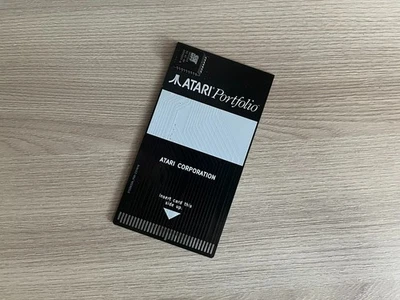 ATARI Portfolio
ATARI CORPORATION
Insert card this
side up.